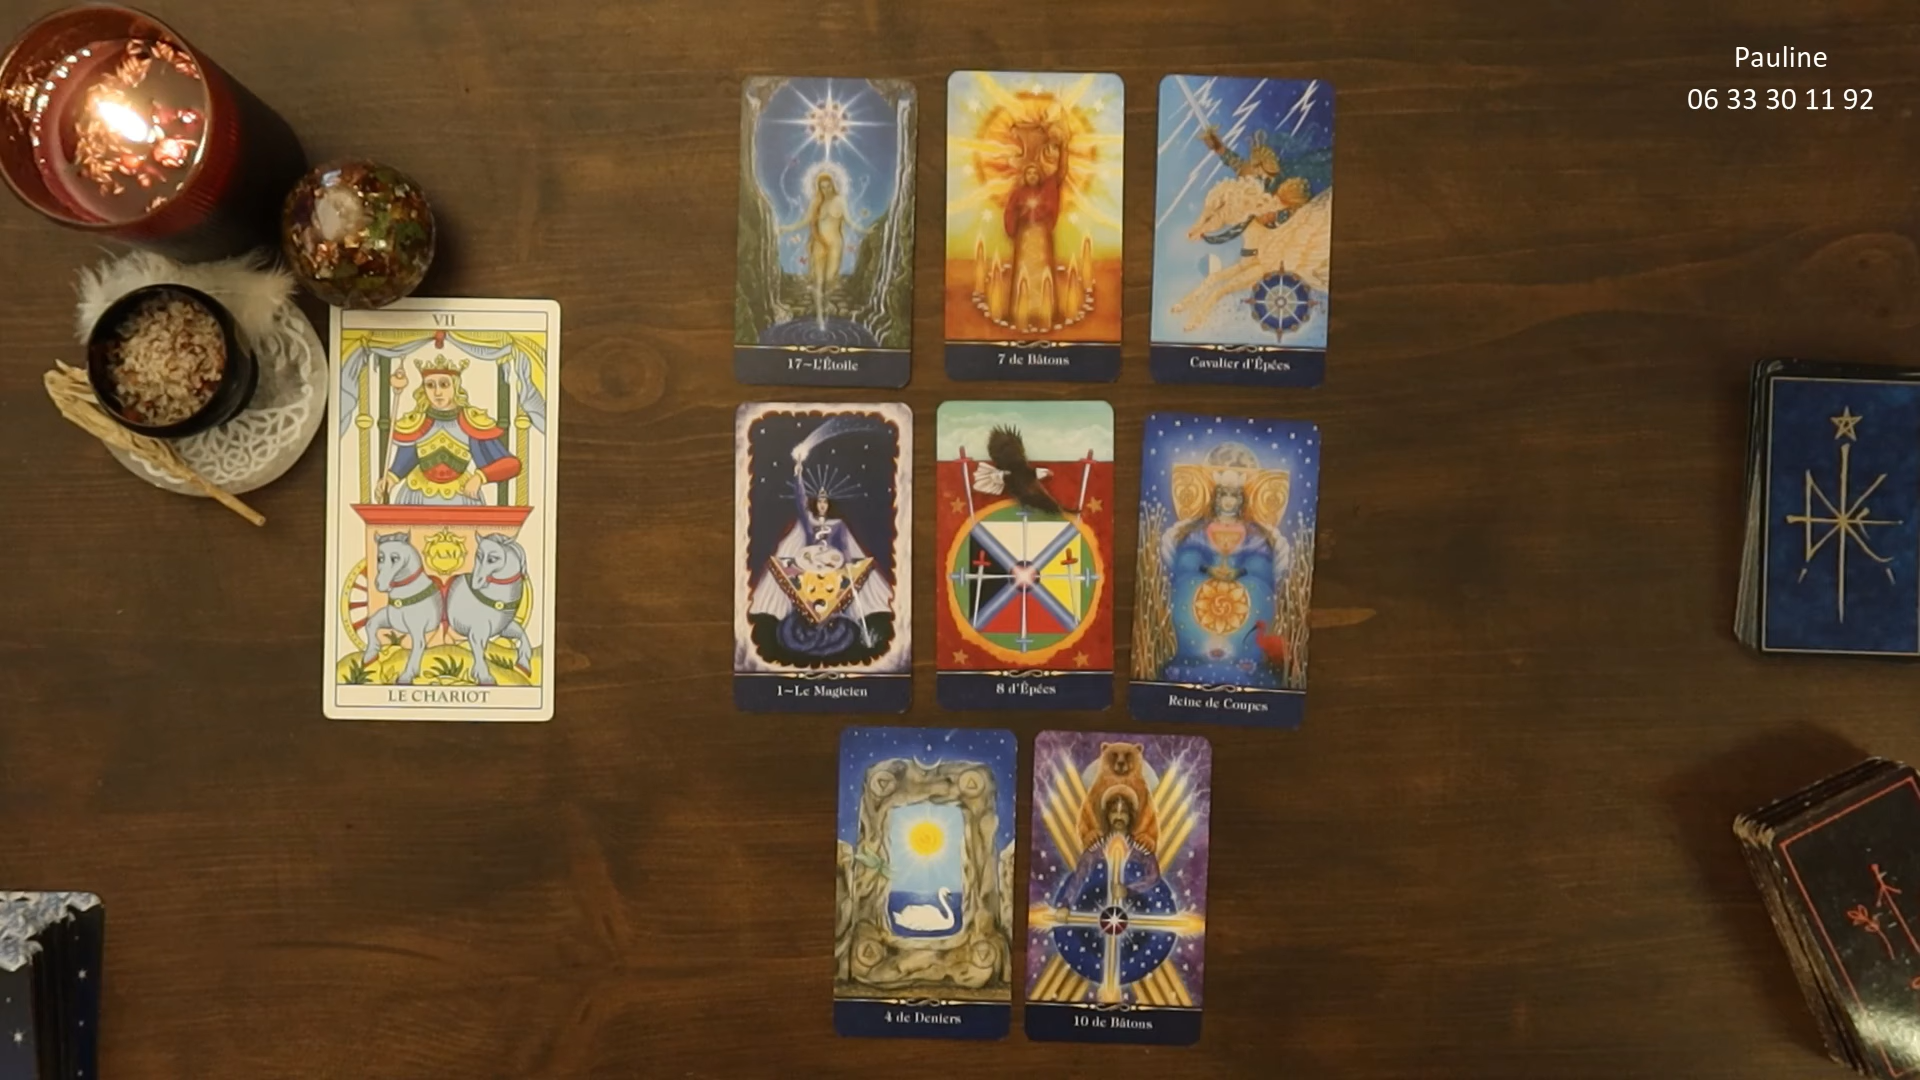 Pauline
06 33 30 11 92
17~L'Étoile
7 de Bâtons
Cavalier d'Épées
VII
A.M
LE CHARIOT
1~Le Magicien
8 d'Épées
Reine de Coupes
4 de Deniers
10 de Bâtons